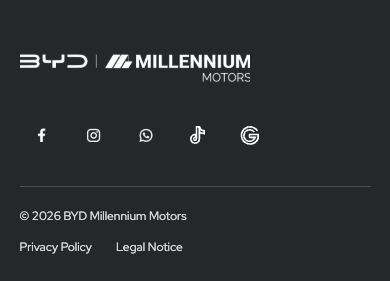 BYD | MILLENNIUM
MOTORS
© 2026 BYD Millennium Motors
Privacy Policy Legal Notice